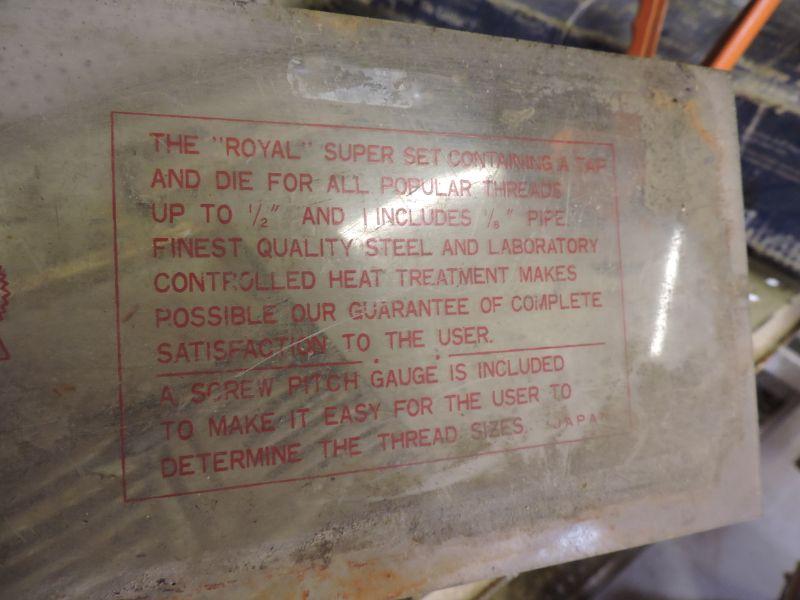 THE "ROYAL" SUPER SET CONTAINING A TAP
AND DIE FOR ALL POPULAR THREADS
UP TO 1/2" AND INCLUDES 1/8" PIPE.
FINEST QUALITY STEEL AND LABORATORY
CONTROLLED HEAT TREATMENT MAKES
POSSIBLE OUR GUARANTEE OF COMPLETE
SATISFACTION TO THE USER.
A SCREW PITCH GAUGE IS INCLUDED
TO MAKE IT EASY FOR THE USER TO
DETERMINE THE THREAD SIZES. JAPAN